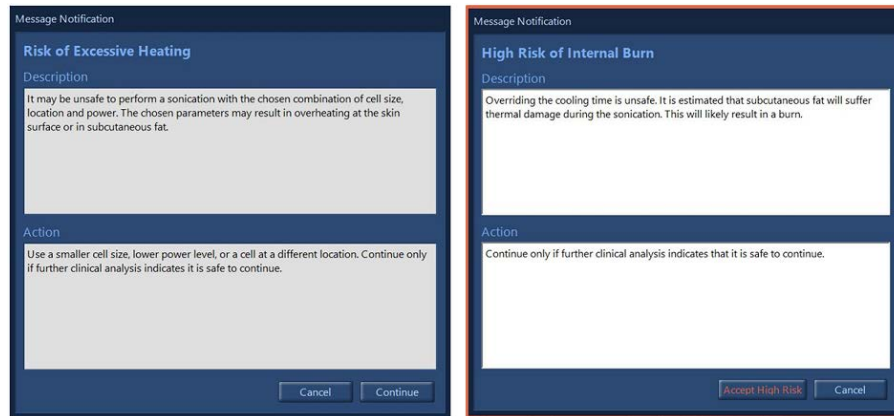 Message Notification
Risk of Excessive Heating
Description
It may be unsafe to perform a sonication with the chosen combination of cell size,
location and power. The chosen parameters may result in overheating at the skin
surface or in subcutaneous fat.
Action
Use a smaller cell size, lower power level, or a cell at a different location. Continue only
if further clinical analysis indicates it is safe to continue.
Cancel
Continue
Message Notification
High Risk of Internal Burn
Description
Overriding the cooling time is unsafe. It is estimated that subcutaneous fat will suffer
thermal damage during the sonication. This will likely result in a burn.
Action
Continue only if further clinical analysis indicates that it is safe to continue.
Accept High Risk
Cancel